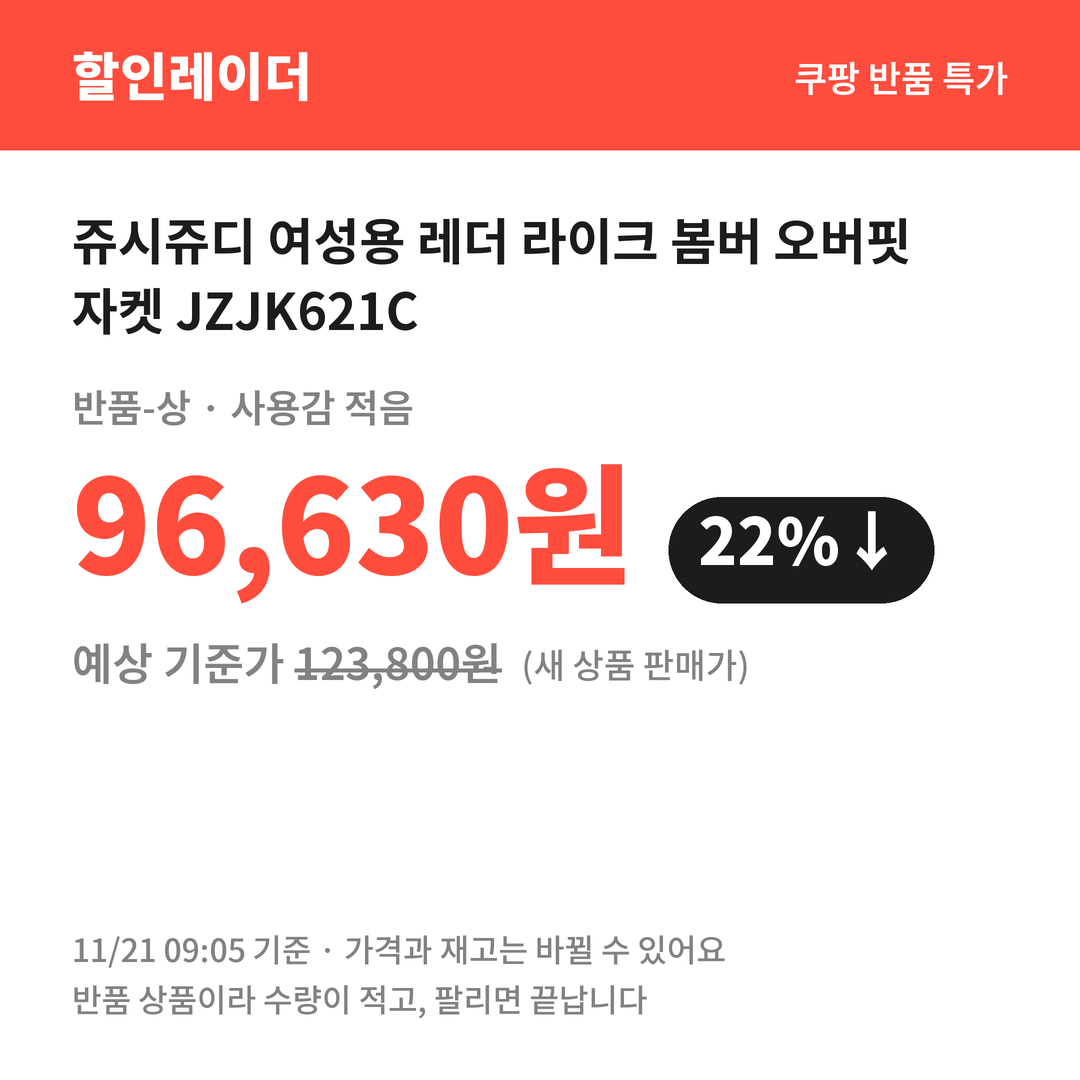 할인레이더
쿠팡 반품 특가
쥬시쥬디 여성용 레더 라이크 봄버 오버핏
자켓 JZJK621C
반품-상 · 사용감 적음
96,630원 22%↓
예상 기준가 123,800원 (새 상품 판매가)
11/21 09:05 기준 · 가격과 재고는 바뀔 수 있어요
반품 상품이라 수량이 적고, 팔리면 끝납니다